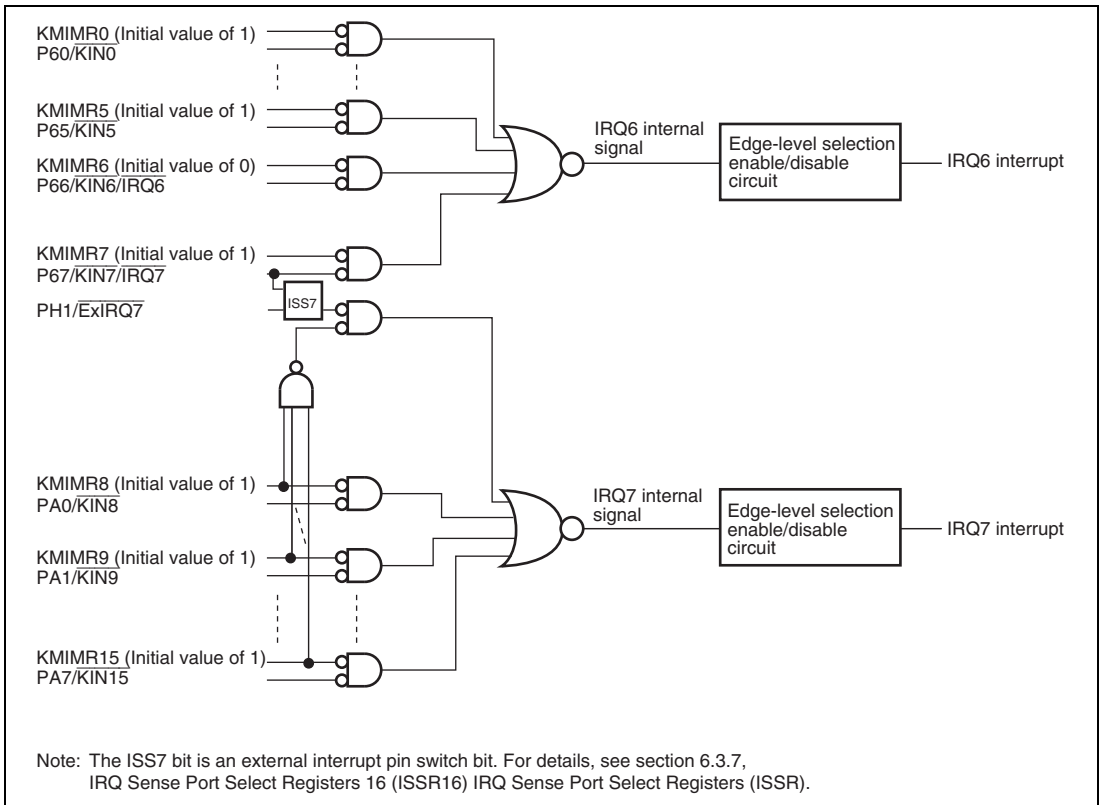 KMIMR0 (Initial value of 1)
P60/KIN0
KMIMR5 (Initial value of 1)
P65/KIN5
KMIMR6 (Initial value of 0)
P66/KIN6/IRQ6
KMIMR7 (Initial value of 1)
P67/KIN7/IRQ7
PH1/ExIRQ7
ISS7
IRQ6 internal
signal
Edge-level selection
enable/disable
circuit
IRQ6 interrupt
KMIMR8 (Initial value of 1)
PA0/KIN8
KMIMR9 (Initial value of 1)
PA1/KIN9
KMIMR15 (Initial value of 1)
PA7/KIN15
IRQ7 internal
signal
Edge-level selection
enable/disable
circuit
IRQ7 interrupt
Note: The ISS7 bit is an external interrupt pin switch bit. For details, see section 6.3.7,
IRQ Sense Port Select Registers 16 (ISSR16) IRQ Sense Port Select Registers (ISSR).